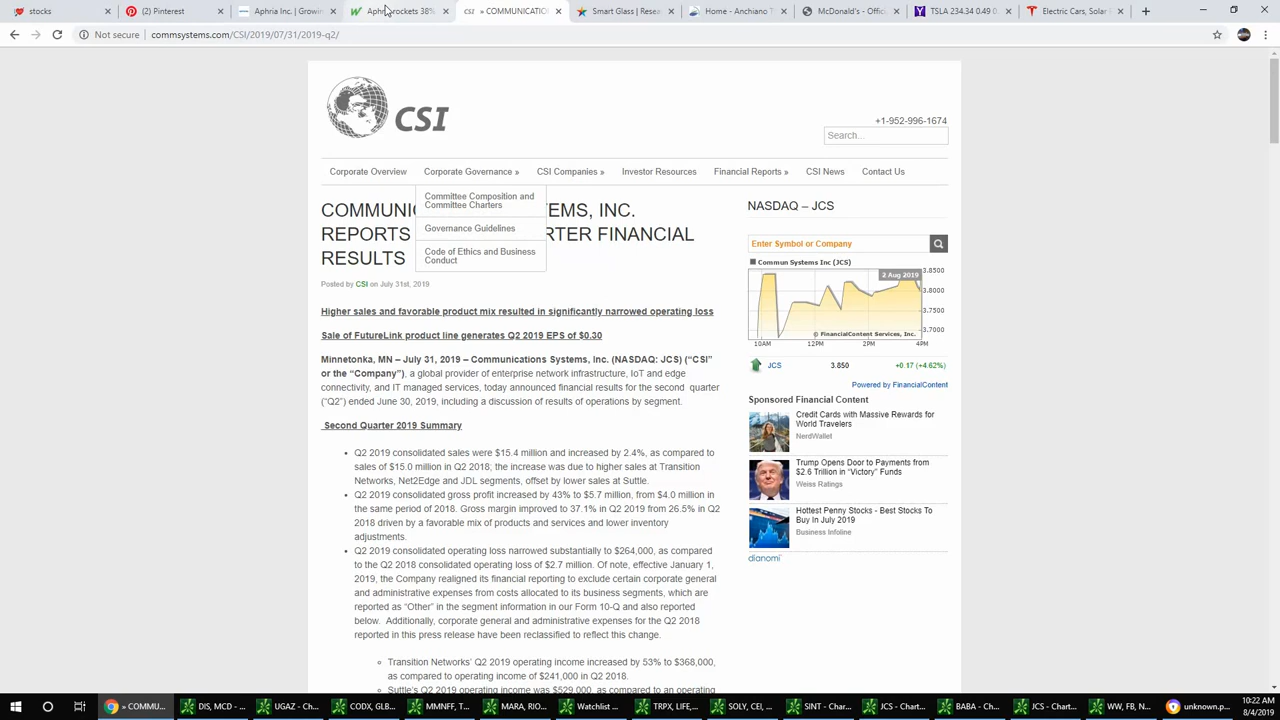 stocks
(2) Pinterest
Aphria Inc. | Growin
Aph rockets 38%
CSI » COMMUNICATION
Smart Glass | Resea
Home - Anchiano T
McDonald's - Offic
TSLA 234.34 0.49 0.
Electric Cars, Solar
Not secure
commsystems.com/CSI/2019/07/31/2019-q2/
CSI
+1-952-996-1674
Search...
Corporate Overview
Corporate Governance »
CSI Companies »
Investor Resources
Financial Reports »
CSI News
Contact Us
Committee Composition and
Committee Charters
Governance Guidelines
Code of Ethics and Business
Conduct
COMMUNIC EMS, INC.
REPORTS RTER FINANCIAL
RESULTS
Posted by CSI on July 31st, 2019
Higher sales and favorable product mix resulted in significantly narrowed operating loss
Sale of FutureLink product line generates Q2 2019 EPS of $0.30
Minnetonka, MN – July 31, 2019 – Communications Systems, Inc. (NASDAQ: JCS) ("CSI"
or the "Company"), a global provider of enterprise network infrastructure, IoT and edge
connectivity, and IT managed services, today announced financial results for the second quarter
("Q2") ended June 30, 2019, including a discussion of results of operations by segment.
Second Quarter 2019 Summary
• Q2 2019 consolidated sales were $15.4 million and increased by 2.4%, as compared to
sales of $15.0 million in Q2 2018; the increase was due to higher sales at Transition
Networks, Net2Edge and JDL segments, offset by lower sales at Suttle.
• Q2 2019 consolidated gross profit increased by 43% to $5.7 million, from $4.0 million in
the same period of 2018. Gross margin improved to 37.1% in Q2 2019 from 26.5% in Q2
2018 driven by a favorable mix of products and services and lower inventory
adjustments.
• Q2 2019 consolidated operating loss narrowed substantially to $264,000, as compared
to the Q2 2018 consolidated operating loss of $2.7 million. Of note, effective January 1,
2019, the Company realigned its financial reporting to exclude certain corporate general
and administrative expenses from costs allocated to its business segments, which are
reported as "Other" in the segment information in our Form 10-Q and also reported
below. Additionally, corporate general and administrative expenses for the Q2 2018
reported in this press release have been reclassified to reflect this change.
◦ Transition Networks' Q2 2019 operating income increased by 53% to $368,000,
as compared to operating income of $241,000 in Q2 2018.
◦ Suttle's Q2 2019 operating income was $529,000, as compared to an operating
NASDAQ – JCS
Enter Symbol or Company
Commun Systems Inc (JCS)
2 Aug 2019
3.8500
3.8000
3.7500
3.7000
© FinancialContent Services, Inc.
10AM 12PM 2PM 4PM
JCS 3.850 +0.17 (+4.62%)
Powered by FinancialContent
Sponsored Financial Content
Credit Cards with Massive Rewards for
World Travelers
NerdWallet
Trump Opens Door to Payments from
$2.6 Trillion in "Victory" Funds
Weiss Ratings
Hottest Penny Stocks - Best Stocks To
Buy In July 2019
Business Infoline
dianomi
» COMMU...
DIS, MCD - ...
UGAZ - Cha...
CODX, GLB...
MMNFF, T...
MARA, RIO...
Watchlist ...
TRPX, LIFE,...
SOLY, CEI, ...
SINT - Char...
JCS - Chart...
BABA - Ch...
JCS - Chart...
WW, FB, N...
unknown.p...
10:22 AM
8/4/2019